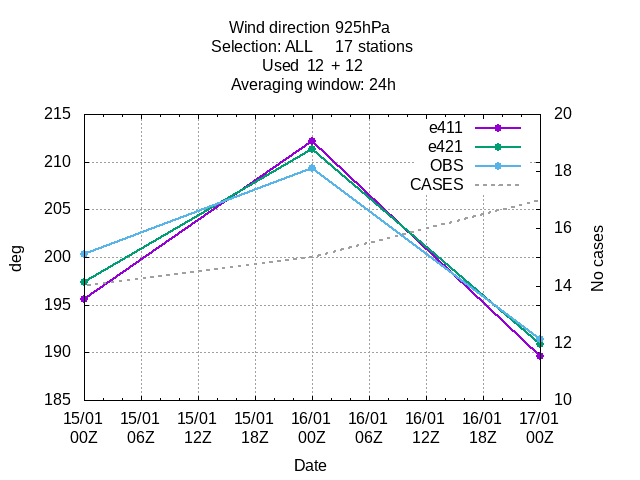 Wind direction 925hPa
Selection: ALL 17 stations
Used 12 + 12
Averaging window: 24h
215
210
205
200
195
190
185
deg
20
18
16
14
12
10
No cases
e411
e421
OBS
CASES
15/01 15/01 15/01 15/01 16/01 16/01 16/01 16/01 17/01
00Z 06Z 12Z 18Z 00Z 06Z 12Z 18Z 00Z
Date